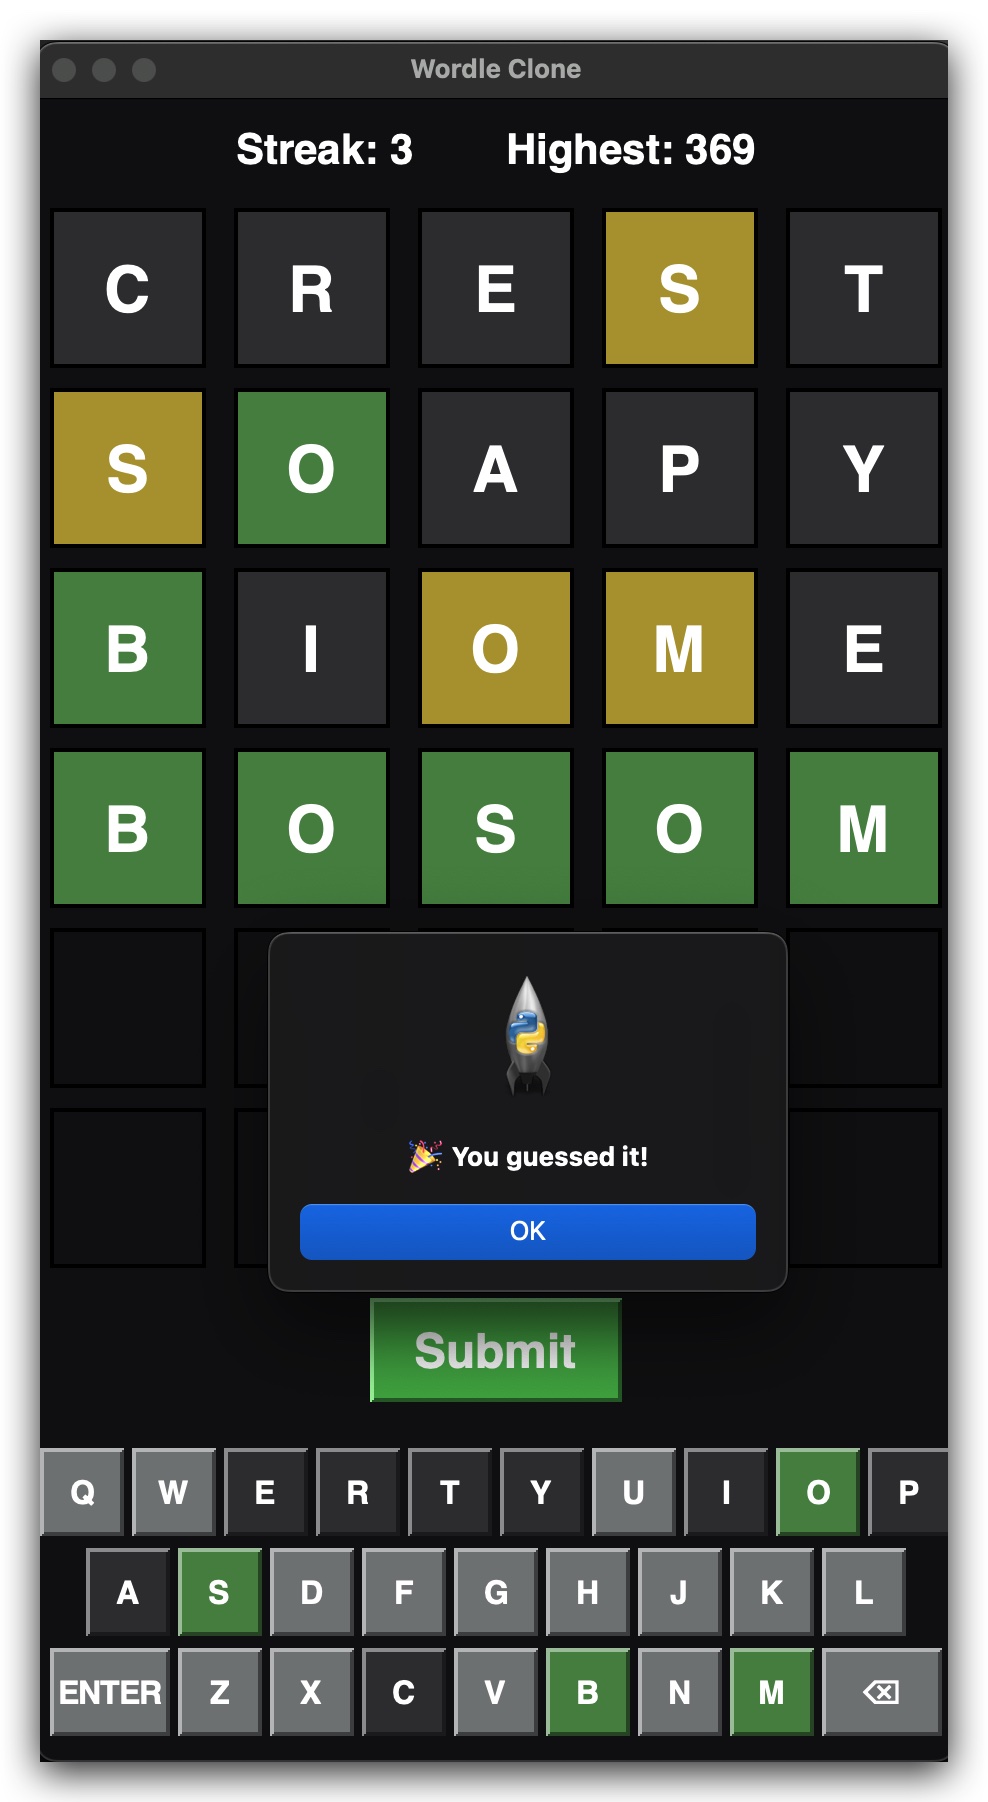 Wordle Clone
Streak: 3 Highest: 369
C R E S T
S O A P Y
B I O M E
B O S O M
🎉 You guessed it!
OK
Submit
Q W E R T Y U I O P
A S D F G H J K L
ENTER Z X C V B N M ⌫